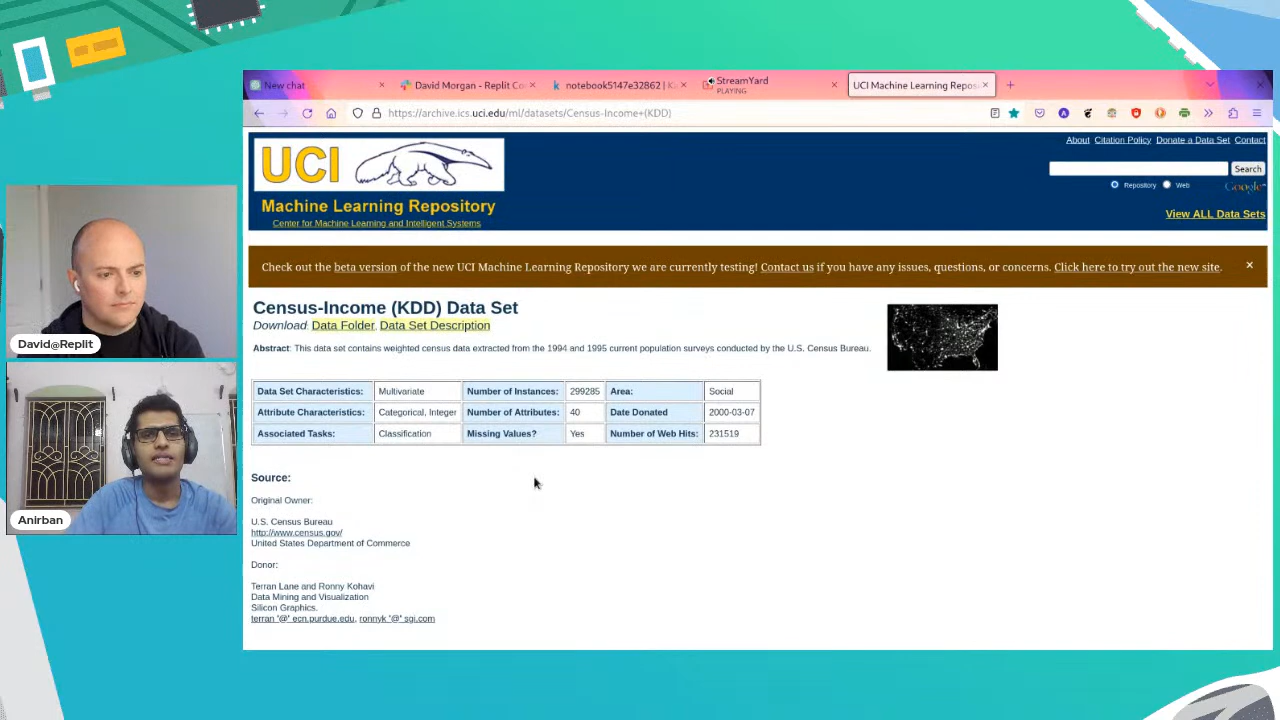 New chat
David Morgan - Replit Co
notebook5147e32862 | K
StreamYard
PLAYING
UCI Machine Learning Repos
https://archive.ics.uci.edu/ml/datasets/Census-Income+(KDD)
UCI
Machine Learning Repository
Center for Machine Learning and Intelligent Systems
About Citation Policy Donate a Data Set Contact
Search
Repository Web Google
View ALL Data Sets
Check out the beta version of the new UCI Machine Learning Repository we are currently testing! Contact us if you have any issues, questions, or concerns. Click here to try out the new site.
Census-Income (KDD) Data Set
Download: Data Folder, Data Set Description
Abstract: This data set contains weighted census data extracted from the 1994 and 1995 current population surveys conducted by the U.S. Census Bureau.
Data Set Characteristics: Multivariate Number of Instances: 299285 Area: Social
Attribute Characteristics: Categorical, Integer Number of Attributes: 40 Date Donated 2000-03-07
Associated Tasks: Classification Missing Values? Yes Number of Web Hits: 231519
Source:
Original Owner:
U.S. Census Bureau
http://www.census.gov/
United States Department of Commerce
Donor:
Terran Lane and Ronny Kohavi
Data Mining and Visualization
Silicon Graphics.
terran '@' ecn.purdue.edu, ronnyk '@' sgi.com
David@Replit
Anirban